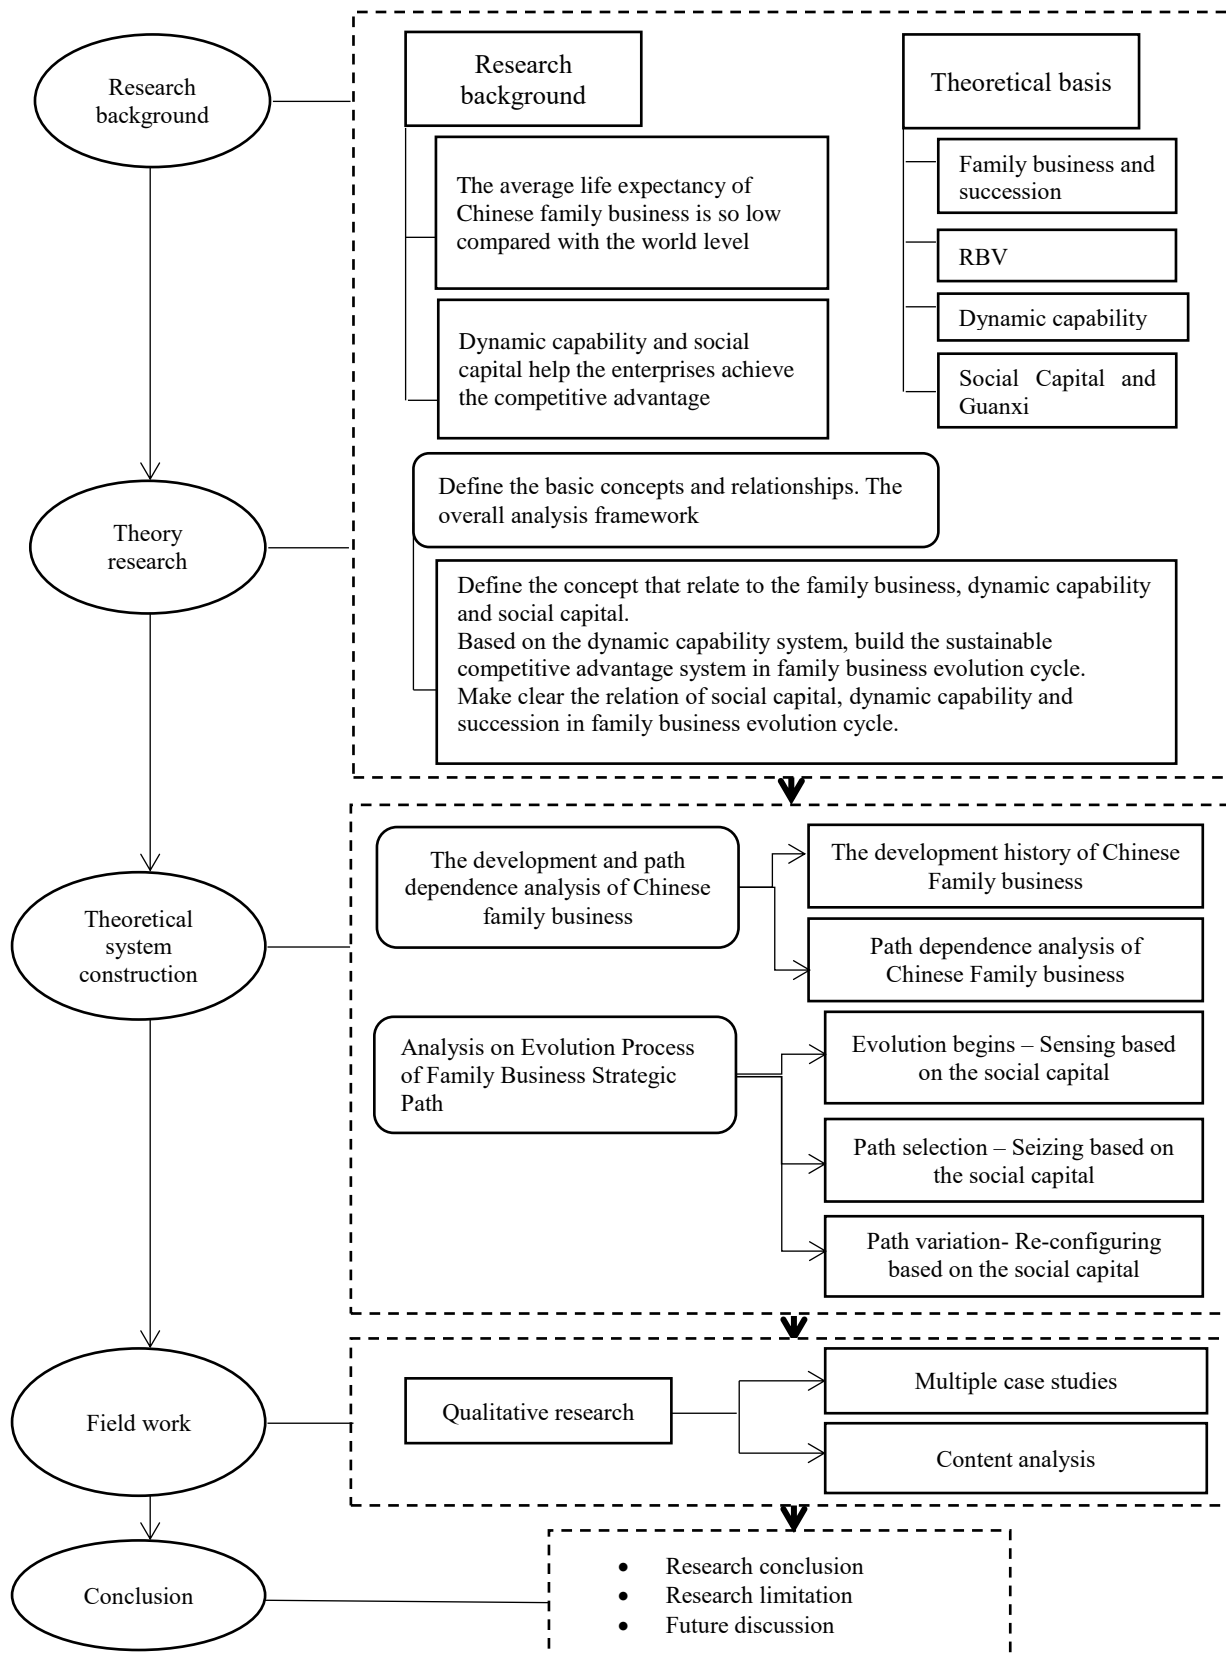 Research
background
Research
background
Theoretical basis
The average life expectancy of
Chinese family business is so low
compared with the world level
Dynamic capability and social
capital help the enterprises achieve
the competitive advantage
Family business and
succession
RBV
Dynamic capability
Social Capital and
Guanxi
Theory
research
Define the basic concepts and relationships. The
overall analysis framework
Define the concept that relate to the family business, dynamic capability
and social capital.
Based on the dynamic capability system, build the sustainable
competitive advantage system in family business evolution cycle.
Make clear the relation of social capital, dynamic capability and
succession in family business evolution cycle.
Theoretical
system
construction
The development and path
dependence analysis of Chinese
family business
The development history of Chinese
Family business
Path dependence analysis of
Chinese Family business
Analysis on Evolution Process
of Family Business Strategic
Path
Evolution begins – Sensing based
on the social capital
Path selection – Seizing based on
the social capital
Path variation- Re-configuring
based on the social capital
Field work
Qualitative research
Multiple case studies
Content analysis
Conclusion
• Research conclusion
• Research limitation
• Future discussion